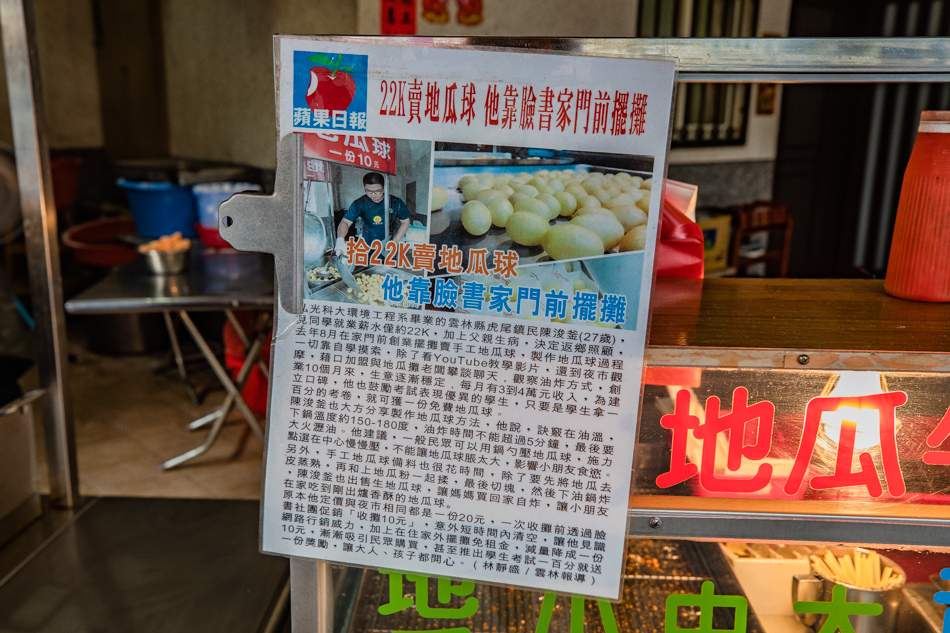 蘋果日報
22K賣地瓜球 他靠臉書家門前擺攤
地瓜球
一份10元
拾22K賣地瓜球
他靠臉書家門前擺攤
弘光科大環境工程系畢業的雲林縣虎尾鎮民陳浚釜(27歲)，
見同學就業薪水僅約22K，加上父親生病，決定返鄉照顧，
去年8月在家門前創業擺攤賣手工地瓜球，製作地瓜球過程
一切靠自學摸索，除了看YouTube教學影片，還到夜市觀
摩，藉口加盟與地瓜攤老闆攀談聊天，觀察油炸方式，創
業10個月來，生意逐漸穩定，每月有3到4萬元收入，為建
立口碑，他也鼓勵考試表現優異的學生，只要是學生拿一
百分的考卷，就可獲一份免費地瓜球。
陳浚釜也大方分享製作地瓜球方法，他說，訣竅在油溫，
下鍋溫度約150-180度，油炸時間不能超過5分鐘，最後要
大火瀝油。他建議，一般民眾可以用鍋勺壓地瓜球，施力
點選在中心慢慢壓，不能讓地瓜球脹太大，影響小朋友食慾。
另外，手工地瓜球備料也很花時間，除了要先將地瓜去
皮蒸熟，再和上地瓜粉一起揉，最後切塊，然後下油鍋炸
，陳浚釜也出售生地瓜球，讓媽媽買回家自炸，讓小朋友
在家吃到剛出爐香酥的地瓜球。
原本他定價與夜市相同都是一份20元，一次收攤前透過臉
書社團促銷「收攤10元」，意外短時間內清空，讓他見識
網路行銷威力，加上在住家外擺攤免租金，減量降成一份
10元，漸漸吸引民眾購買，甚至推出學生考試一百分就送
一份獎勵，讓大人、孩子都開心。(林靜盛／雲林報導)
地瓜
地